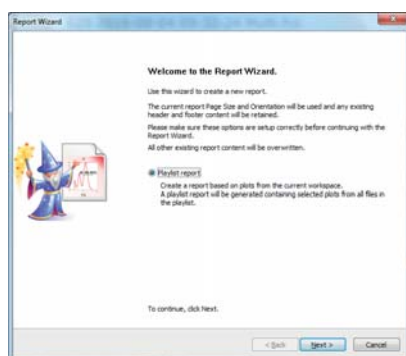 Report Wizard
Welcome to the Report Wizard.
Use this wizard to create a new report.
The current report Page Size and Orientation will be used and any existing
header and footer content will be retained.
Please make sure these options are setup correctly before continuing with the
Report Wizard.
All other existing report content will be overwritten.
Playlist report
Create a report based on plots from the current workspace.
A playlist report will be generated containing selected plots from all files in
the playlist.
To continue, click Next.
< Back
Next >
Cancel